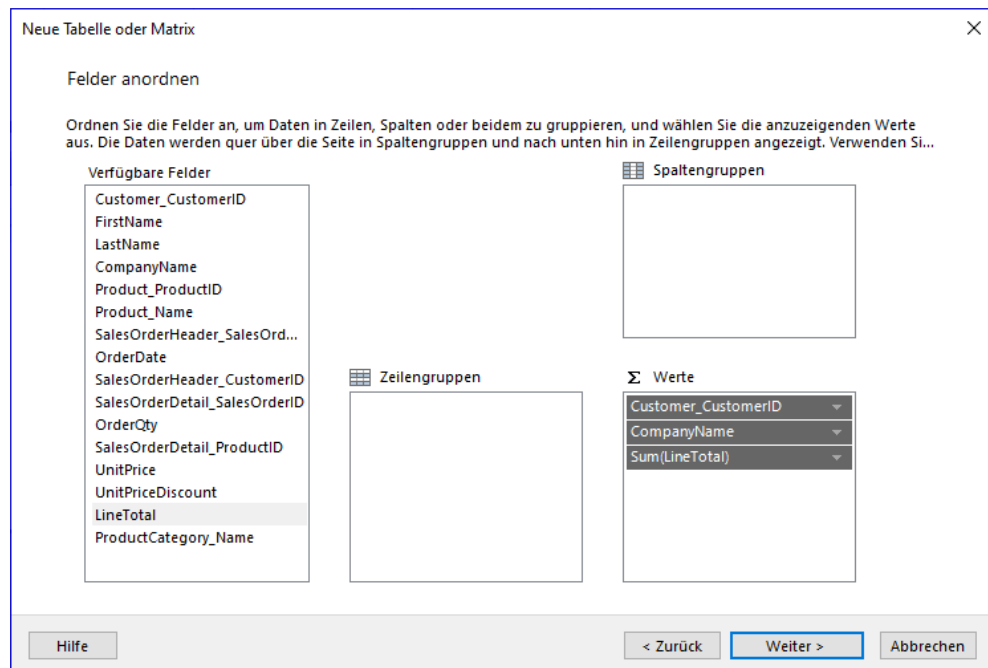 Neue Tabelle oder Matrix
Felder anordnen
Ordnen Sie die Felder an, um Daten in Zeilen, Spalten oder beidem zu gruppieren, und wählen Sie die anzuzeigenden Werte
aus. Die Daten werden quer über die Seite in Spaltengruppen und nach unten hin in Zeilengruppen angezeigt. Verwenden Si...
Verfügbare Felder
Customer_CustomerID
FirstName
LastName
CompanyName
Product_ProductID
Product_Name
SalesOrderHeader_SalesOrd...
OrderDate
SalesOrderHeader_CustomerID
SalesOrderDetail_SalesOrderID
OrderQty
SalesOrderDetail_ProductID
UnitPrice
UnitPriceDiscount
LineTotal
ProductCategory_Name
Spaltengruppen
Zeilengruppen
Σ Werte
Customer_CustomerID
CompanyName
Sum(LineTotal)
Hilfe
< Zurück
Weiter >
Abbrechen